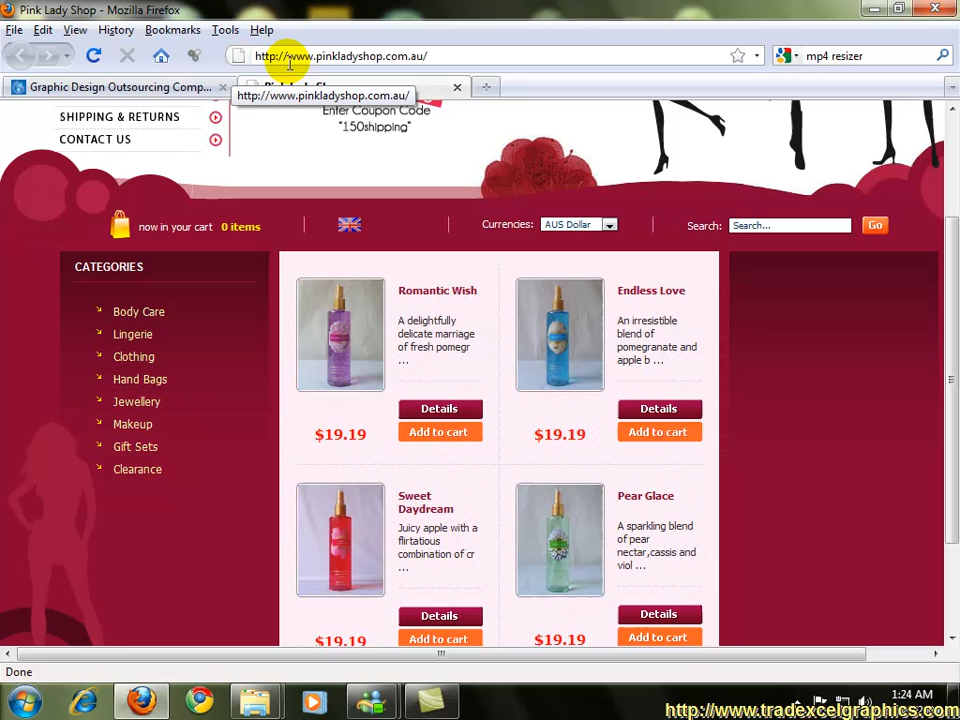 Pink Lady Shop - Mozilla Firefox
File Edit View History Bookmarks Tools Help
http://www.pinkladyshop.com.au/
mp4 resizer
Graphic Design Outsourcing Comp...
http://www.pinkladyshop.com.au/
SHIPPING & RETURNS
CONTACT US
Enter Coupon Code
"150shipping"
now in your cart 0 items
Currencies: AUS Dollar
Search: Search... Go
CATEGORIES
Body Care
Lingerie
Clothing
Hand Bags
Jewellery
Makeup
Gift Sets
Clearance
Romantic Wish
A delightfully
delicate marriage
of fresh pomegr
...
Details
$19.19 Add to cart
Endless Love
An irresistible
blend of
pomegranate and
apple b ...
Details
$19.19 Add to cart
Sweet
Daydream
Juicy apple with a
flirtatious
combination of cr
...
Details
$19.19 Add to cart
Pear Glace
A sparkling blend
of pear
nectar,cassis and
viol ...
Details
$19.19 Add to cart
Done
1:24 AM
http://www.tradexcelgraphics.com